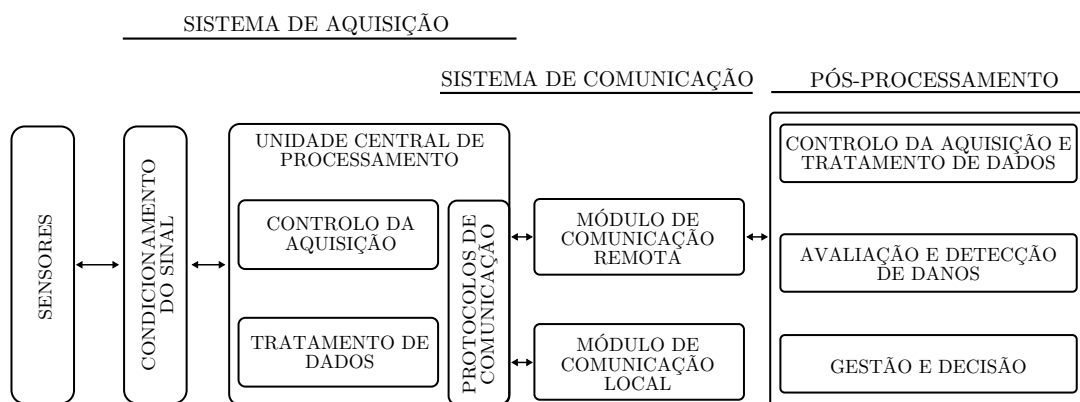 SISTEMA DE AQUISIÇÃO
SISTEMA DE COMUNICAÇÃO
PÓS-PROCESSAMENTO
SENSORES
CONDICIONAMENTO
DO SINAL
UNIDADE CENTRAL DE
PROCESSAMENTO
CONTROLO DA
AQUISIÇÃO
TRATAMENTO DE
DADOS
PROTOCOLOS DE
COMUNICAÇÃO
MÓDULO DE
COMUNICAÇÃO
REMOTA
MÓDULO DE
COMUNICAÇÃO
LOCAL
CONTROLO DA AQUISIÇÃO E
TRATAMENTO DE DADOS
AVALIAÇÃO E DETECÇÃO
DE DANOS
GESTÃO E DECISÃO